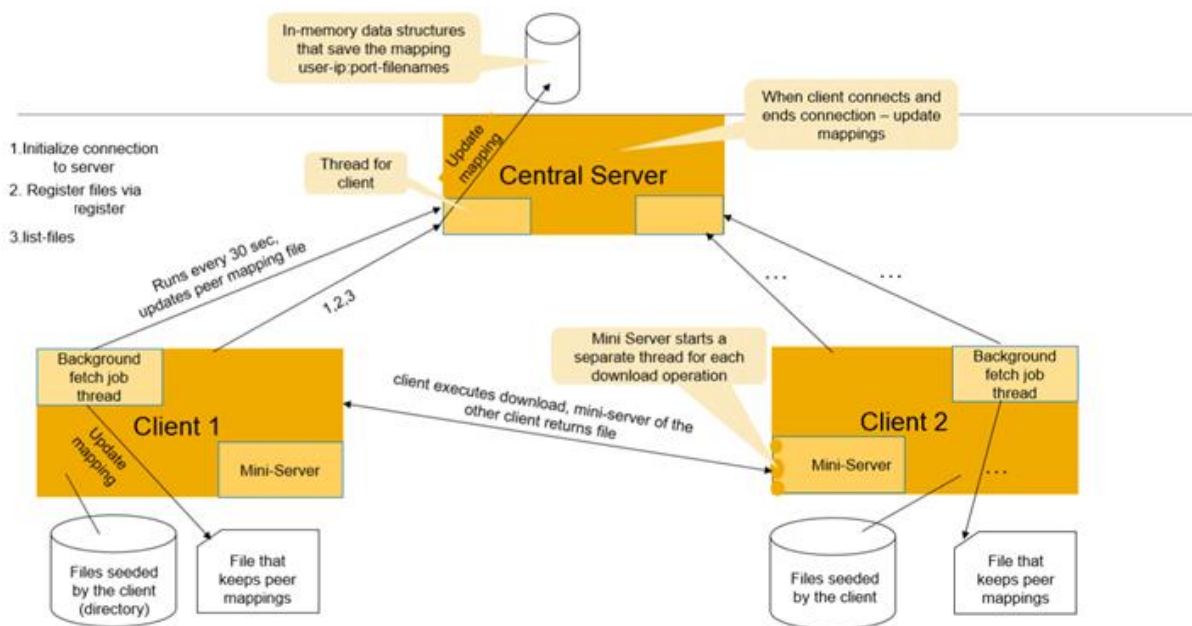 In-memory data structures
that save the mapping
user-ip:port-filenames
When client connects and
ends connection – update
mappings
1.Initialize connection
to server
2. Register files via
register
3.list-files
Thread for
client
Update
mapping
Central Server
Runs every 30 sec,
updates peer mapping file
1,2,3
...
...
Mini Server starts a
separate thread for each
download operation
Background
fetch job
thread
Client 1
Update
mapping
Mini-Server
client executes download, mini-server of the
other client returns file
Background
fetch job
thread
Client 2
Mini-Server
...
Files seeded
by the client
(directory)
File that
keeps peer
mappings
Files seeded
by the client
File that
keeps peer
mappings